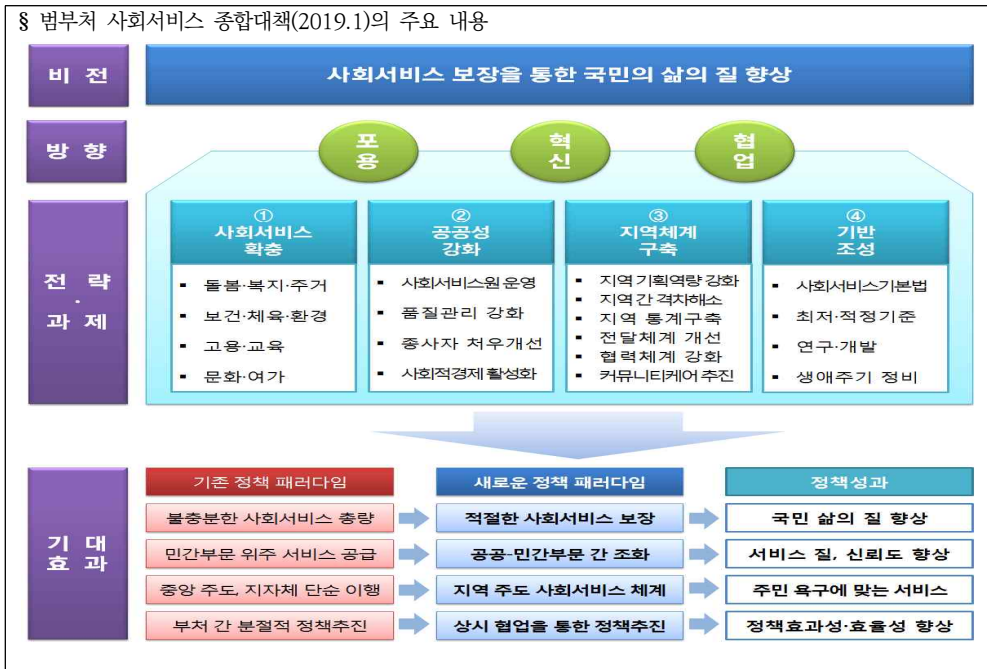 § 범부처 사회서비스 종합대책(2019.1)의 주요 내용
비 전
사회서비스 보장을 통한 국민의 삶의 질 향상
방 향
포용
혁신
협업
전 략 · 과 제
①
사회서비스
확충
▪ 돌봄·복지·주거
▪ 보건·체육·환경
▪ 고용·교육
▪ 문화·여가
②
공공성
강화
▪ 사회서비스원 운영
▪ 품질관리 강화
▪ 종사자 처우개선
▪ 사회적경제 활성화
③
지역체계
구축
▪ 지역 기획역량 강화
▪ 지역 간 격차해소
▪ 지역 통계구축
▪ 전달체계 개선
▪ 협력체계 강화
▪ 커뮤니티케어 추진
④
기반
조성
▪ 사회서비스기본법
▪ 최저·적정기준
▪ 연구·개발
▪ 생애주기 정비
기 대
효 과
기존 정책 패러다임
새로운 정책 패러다임
정책성과
불충분한 사회서비스 총량
적절한 사회서비스 보장
국민 삶의 질 향상
민간부문 위주 서비스 공급
공공-민간부문 간 조화
서비스 질, 신뢰도 향상
중앙 주도, 지자체 단순 이행
지역 주도 사회서비스 체계
주민 욕구에 맞는 서비스
부처 간 분절적 정책추진
상시 협업을 통한 정책추진
정책효과성·효율성 향상